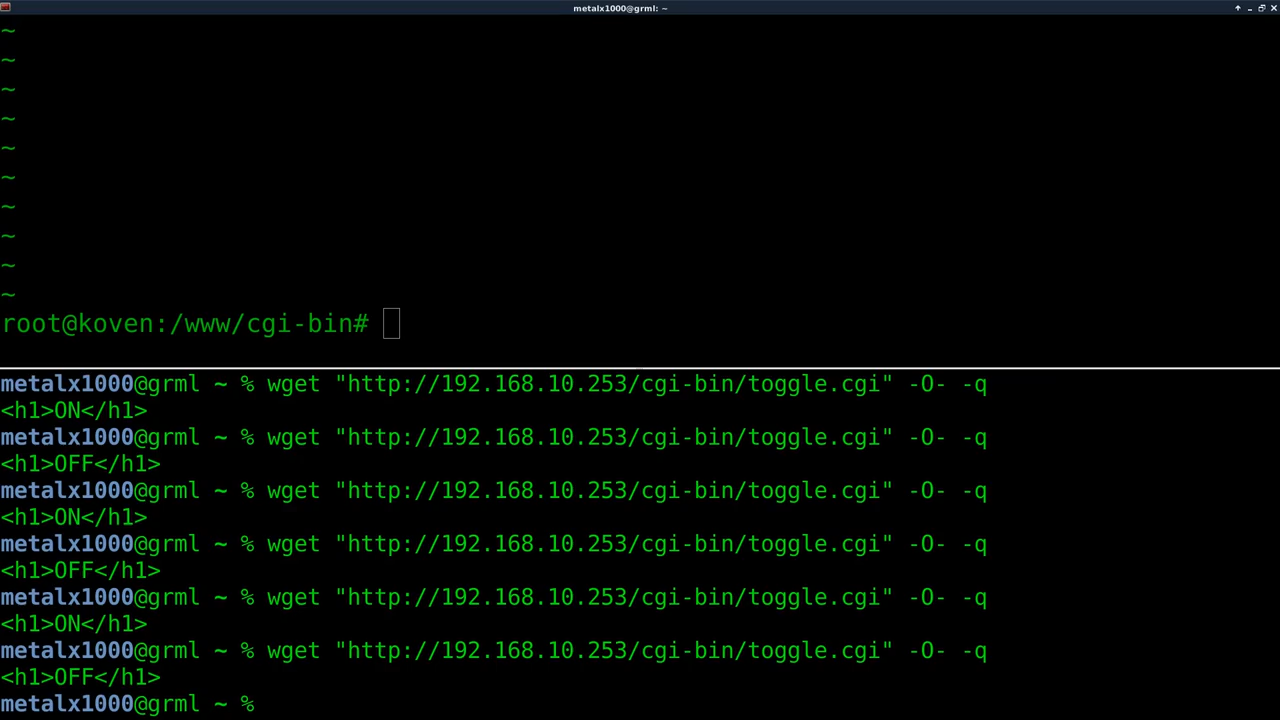 metalx1000@grml: ~
~
~
~
~
~
~
~
~
~
~
root@koven:/www/cgi-bin#
metalx1000@grml ~ % wget "http://192.168.10.253/cgi-bin/toggle.cgi" -O- -q
<h1>ON</h1>
metalx1000@grml ~ % wget "http://192.168.10.253/cgi-bin/toggle.cgi" -O- -q
<h1>OFF</h1>
metalx1000@grml ~ % wget "http://192.168.10.253/cgi-bin/toggle.cgi" -O- -q
<h1>ON</h1>
metalx1000@grml ~ % wget "http://192.168.10.253/cgi-bin/toggle.cgi" -O- -q
<h1>OFF</h1>
metalx1000@grml ~ % wget "http://192.168.10.253/cgi-bin/toggle.cgi" -O- -q
<h1>ON</h1>
metalx1000@grml ~ % wget "http://192.168.10.253/cgi-bin/toggle.cgi" -O- -q
<h1>OFF</h1>
metalx1000@grml ~ %